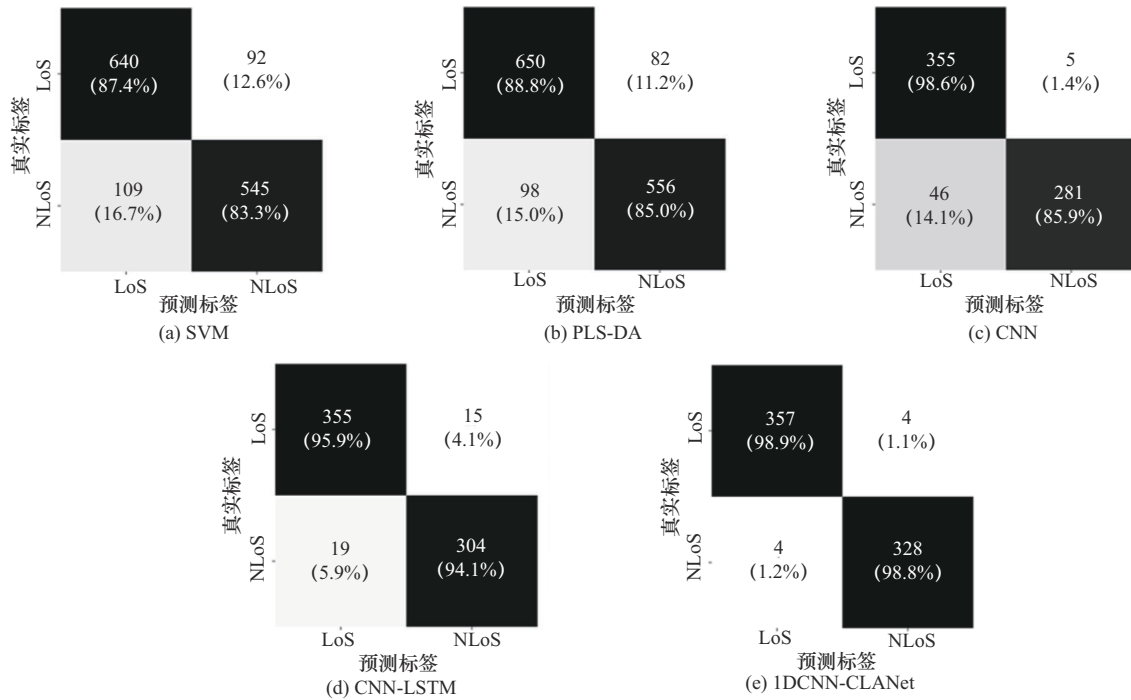 LoS
640
(87.4%)
92
(12.6%)
真实标签
NLoS
109
(16.7%)
545
(83.3%)
LoS
NLoS
预测标签
(a) SVM
LoS
650
(88.8%)
82
(11.2%)
真实标签
NLoS
98
(15.0%)
556
(85.0%)
LoS
NLoS
预测标签
(b) PLS-DA
LoS
355
(98.6%)
5
(1.4%)
真实标签
NLoS
46
(14.1%)
281
(85.9%)
LoS
NLoS
预测标签
(c) CNN
LoS
355
(95.9%)
15
(4.1%)
真实标签
NLoS
19
(5.9%)
304
(94.1%)
LoS
NLoS
预测标签
(d) CNN-LSTM
LoS
357
(98.9%)
4
(1.1%)
真实标签
NLoS
4
(1.2%)
328
(98.8%)
LoS
NLoS
预测标签
(e) 1DCNN-CLANet